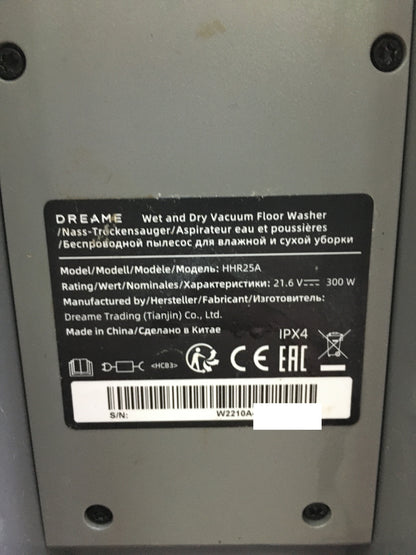 DREAME Wet and Dry Vacuum Floor Washer
/Nass-Trockensauger/Aspirateur eau et poussières
/Беспроводной пылесос для влажной и сухой уборки
Model/Modell/Modèle/Модель: HHR25A
Rating/Wert/Nominales/Характеристики: 21.6 V⎓ 300 W
Manufactured by/Hersteller/Fabricant/Изготовитель:
Dreame Trading (Tianjin) Co., Ltd.
Made in China/Сделано в Китае
IPX4
<HCB3> CE EAC
S/N: W2210A